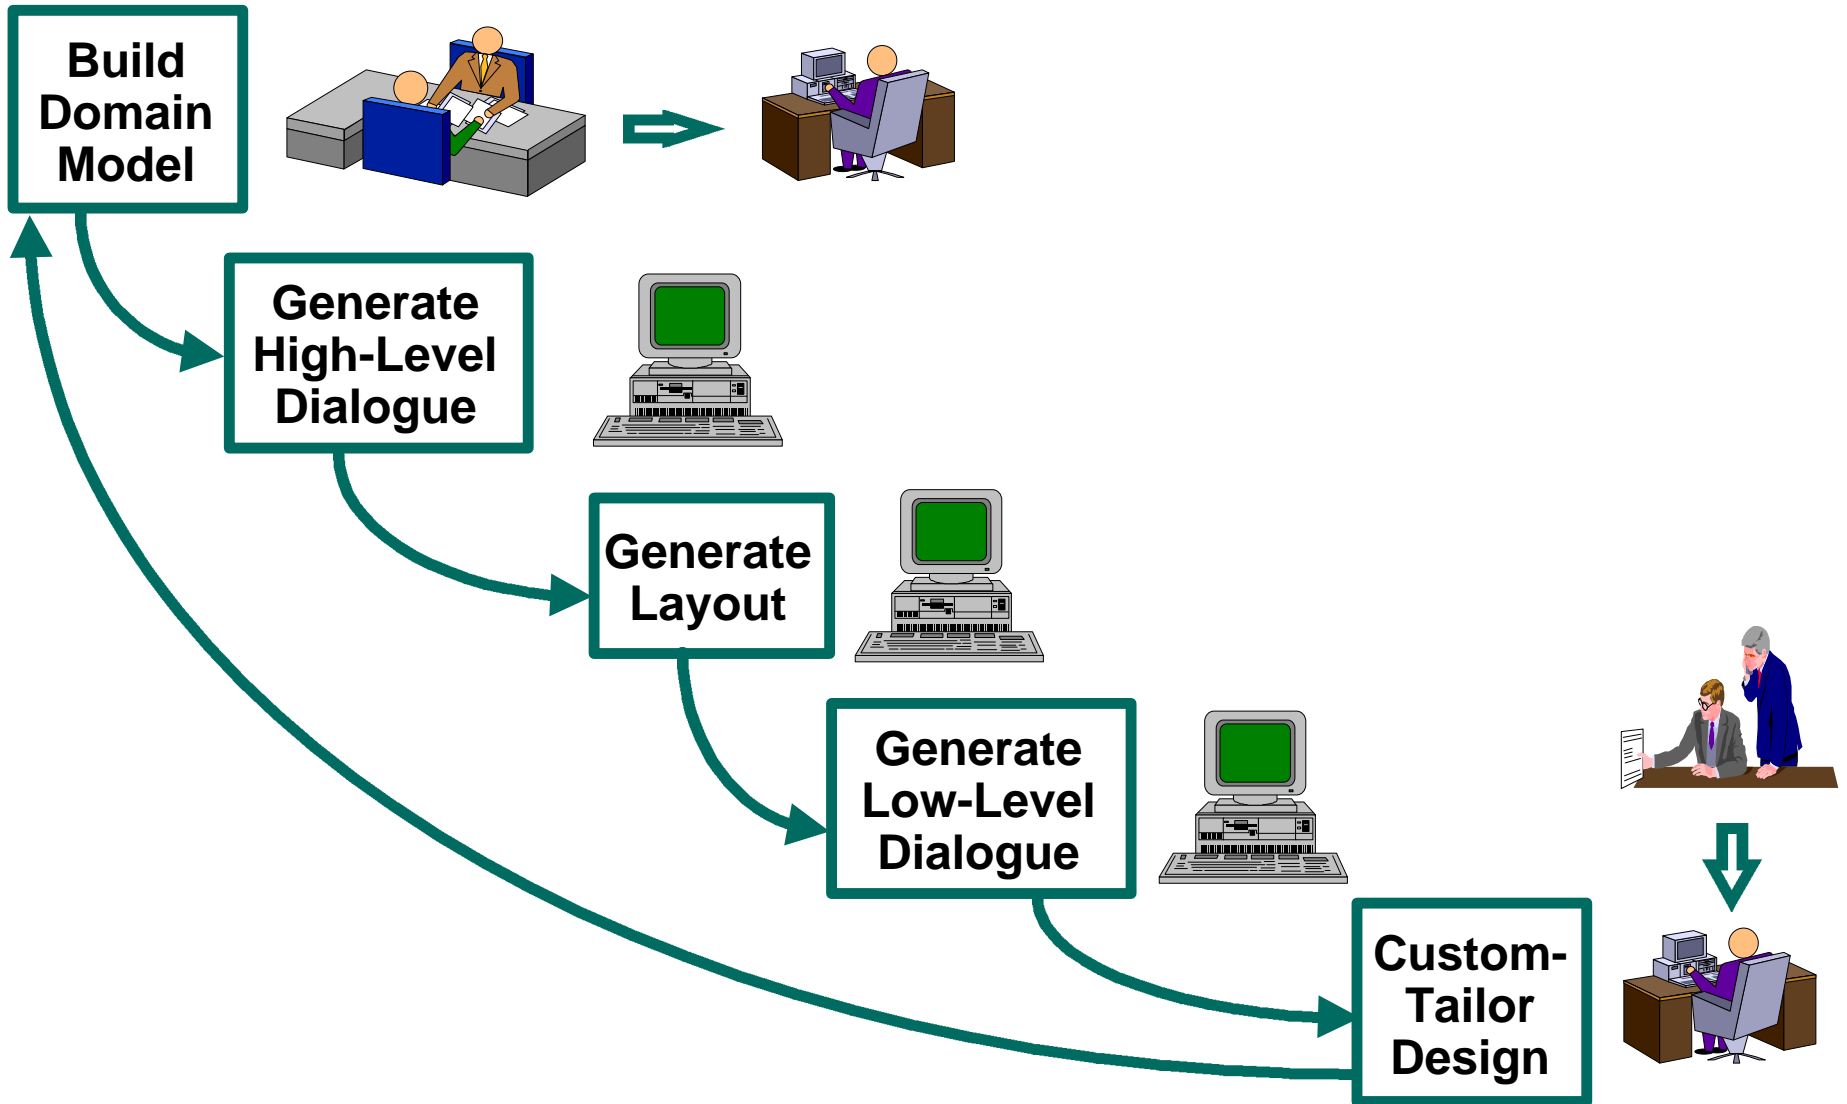 Build
Domain
Model
Generate
High-Level
Dialogue
Generate
Layout
Generate
Low-Level
Dialogue
Custom-
Tailor
Design